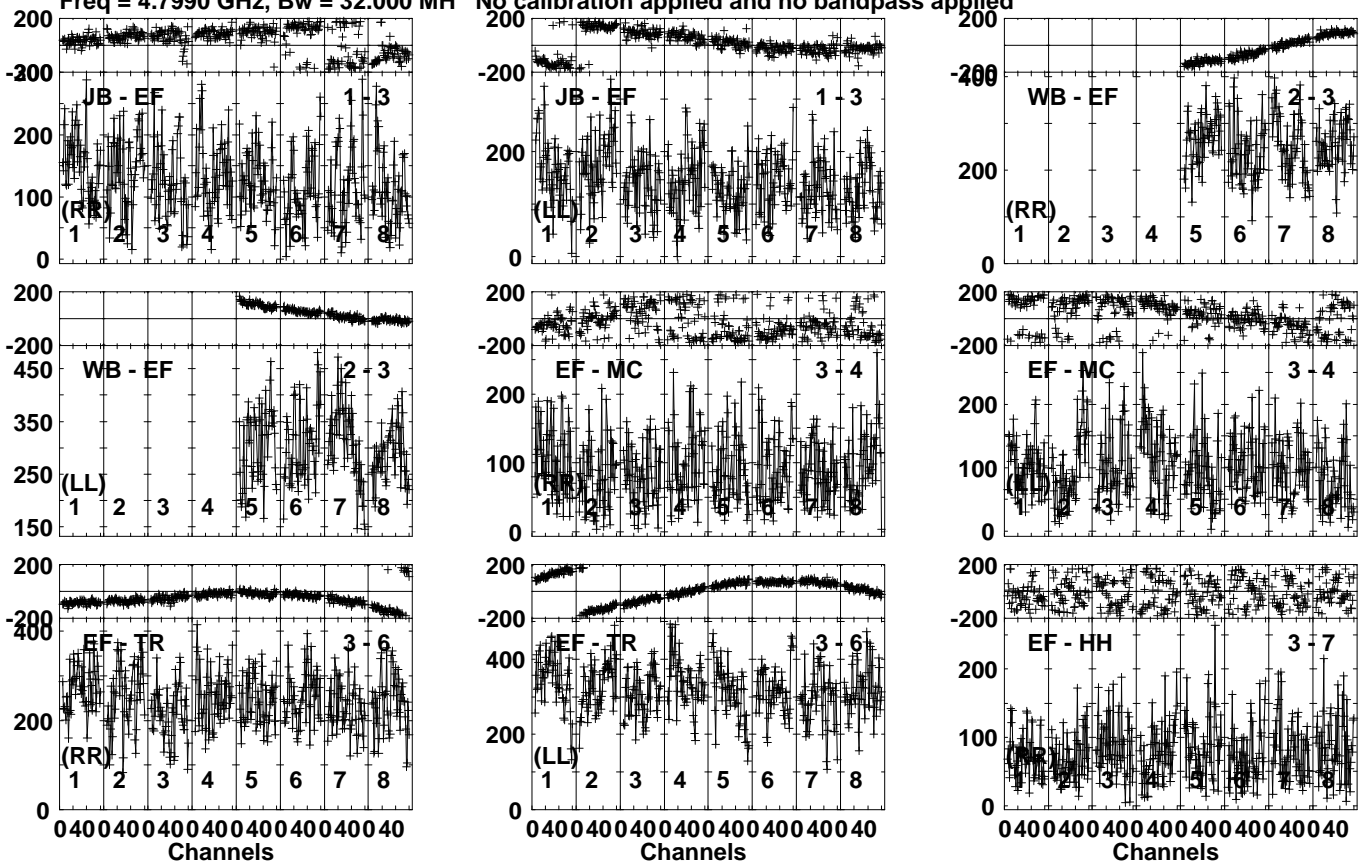 Freq = 4.7990 GHz, Bw = 32.000 MH   No calibration applied and no bandpass applied
200 200 200
-200 -200
JB - EF 1 - 3 JB - EF 1 - 3 WB - EF 2 - 3
300 400
200 200 200
100
(RR) (LL) (RR)
1 2 3 4 5 6 7 8 1 2 3 4 5 6 7 8 1 2 3 4 5 6 7 8
0 0 0
200 200 200
-200 -200 -200
WB - EF 2 - 3 EF - MC 3 - 4 EF - MC 3 - 4
450 200 200
350
250 100 100
(LL) (RR) (LL)
1 2 3 4 5 6 7 8 1 2 3 4 5 6 7 8 1 2 3 4 5 6 7 8
150 0 0
200 200 200
-200 -200 -200
400
EF - TR 3 - 6 EF - TR 3 - 6 EF - HH 3 - 7
400 200
200 200 100
(RR) (LL) (RR)
1 2 3 4 5 6 7 8 1 2 3 4 5 6 7 8 1 2 3 4 5 6 7 8
0 0 0
0 40 0 40 0 40 0 40 0 40 0 40 0 40 0 40 0 40 0 40 0 40 0 40 0 40 0 40 0 40 0 40 0 40 0 40 0 40 0 40 0 40 0 40 0 40 0 40
Channels Channels Channels